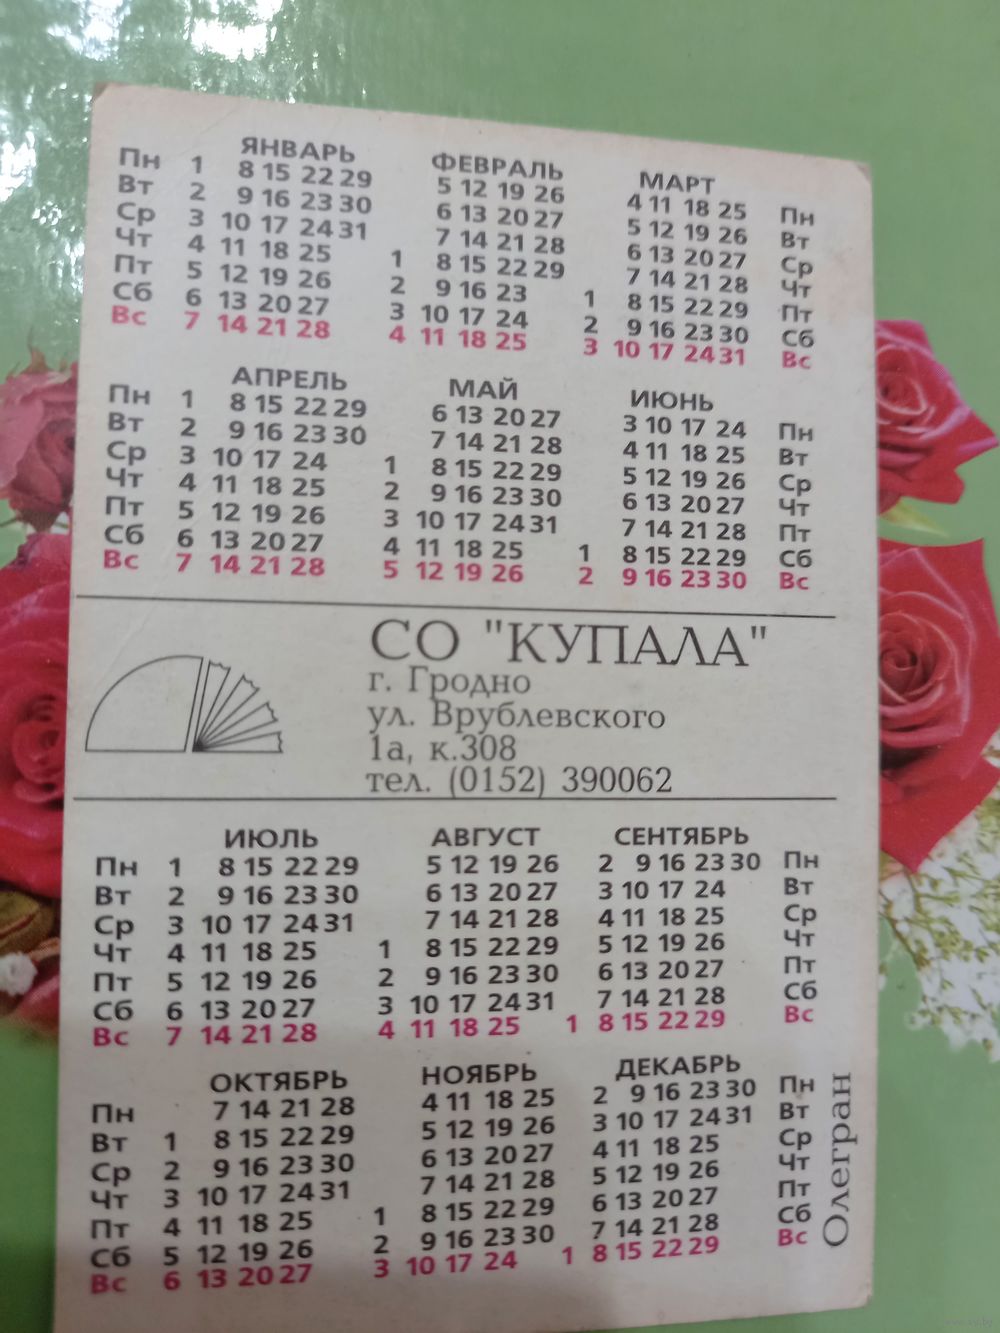 ЯНВАРЬ ФЕВРАЛЬ МАРТ
Пн 1 8 15 22 29 5 12 19 26 4 11 18 25 Пн
Вт 2 9 16 23 30 6 13 20 27 5 12 19 26 Вт
Ср 3 10 17 24 31 7 14 21 28 6 13 20 27 Ср
Чт 4 11 18 25 1 8 15 22 29 7 14 21 28 Чт
Пт 5 12 19 26 2 9 16 23 1 8 15 22 29 Пт
Сб 6 13 20 27 3 10 17 24 2 9 16 23 30 Сб
Вс 7 14 21 28 4 11 18 25 3 10 17 24 31 Вс
АПРЕЛЬ МАЙ ИЮНЬ
Пн 1 8 15 22 29 6 13 20 27 3 10 17 24 Пн
Вт 2 9 16 23 30 7 14 21 28 4 11 18 25 Вт
Ср 3 10 17 24 1 8 15 22 29 5 12 19 26 Ср
Чт 4 11 18 25 2 9 16 23 30 6 13 20 27 Чт
Пт 5 12 19 26 3 10 17 24 31 7 14 21 28 Пт
Сб 6 13 20 27 4 11 18 25 1 8 15 22 29 Сб
Вс 7 14 21 28 5 12 19 26 2 9 16 23 30 Вс
СО "КУПАЛА"
г. Гродно
ул. Врублевского
1а, к.308
тел. (0152) 390062
ИЮЛЬ АВГУСТ СЕНТЯБРЬ
Пн 1 8 15 22 29 5 12 19 26 2 9 16 23 30 Пн
Вт 2 9 16 23 30 6 13 20 27 3 10 17 24 Вт
Ср 3 10 17 24 31 7 14 21 28 4 11 18 25 Ср
Чт 4 11 18 25 1 8 15 22 29 5 12 19 26 Чт
Пт 5 12 19 26 2 9 16 23 30 6 13 20 27 Пт
Сб 6 13 20 27 3 10 17 24 31 7 14 21 28 Сб
Вс 7 14 21 28 4 11 18 25 1 8 15 22 29 Вс
ОКТЯБРЬ НОЯБРЬ ДЕКАБРЬ
Пн 7 14 21 28 4 11 18 25 2 9 16 23 30 Пн
Вт 1 8 15 22 29 5 12 19 26 3 10 17 24 31 Вт
Ср 2 9 16 23 30 6 13 20 27 4 11 18 25 Ср
Чт 3 10 17 24 31 7 14 21 28 5 12 19 26 Чт
Пт 4 11 18 25 1 8 15 22 29 6 13 20 27 Пт
Сб 5 12 19 26 2 9 16 23 30 7 14 21 28 Сб
Вс 6 13 20 27 3 10 17 24 1 8 15 22 29 Вс
Олегран